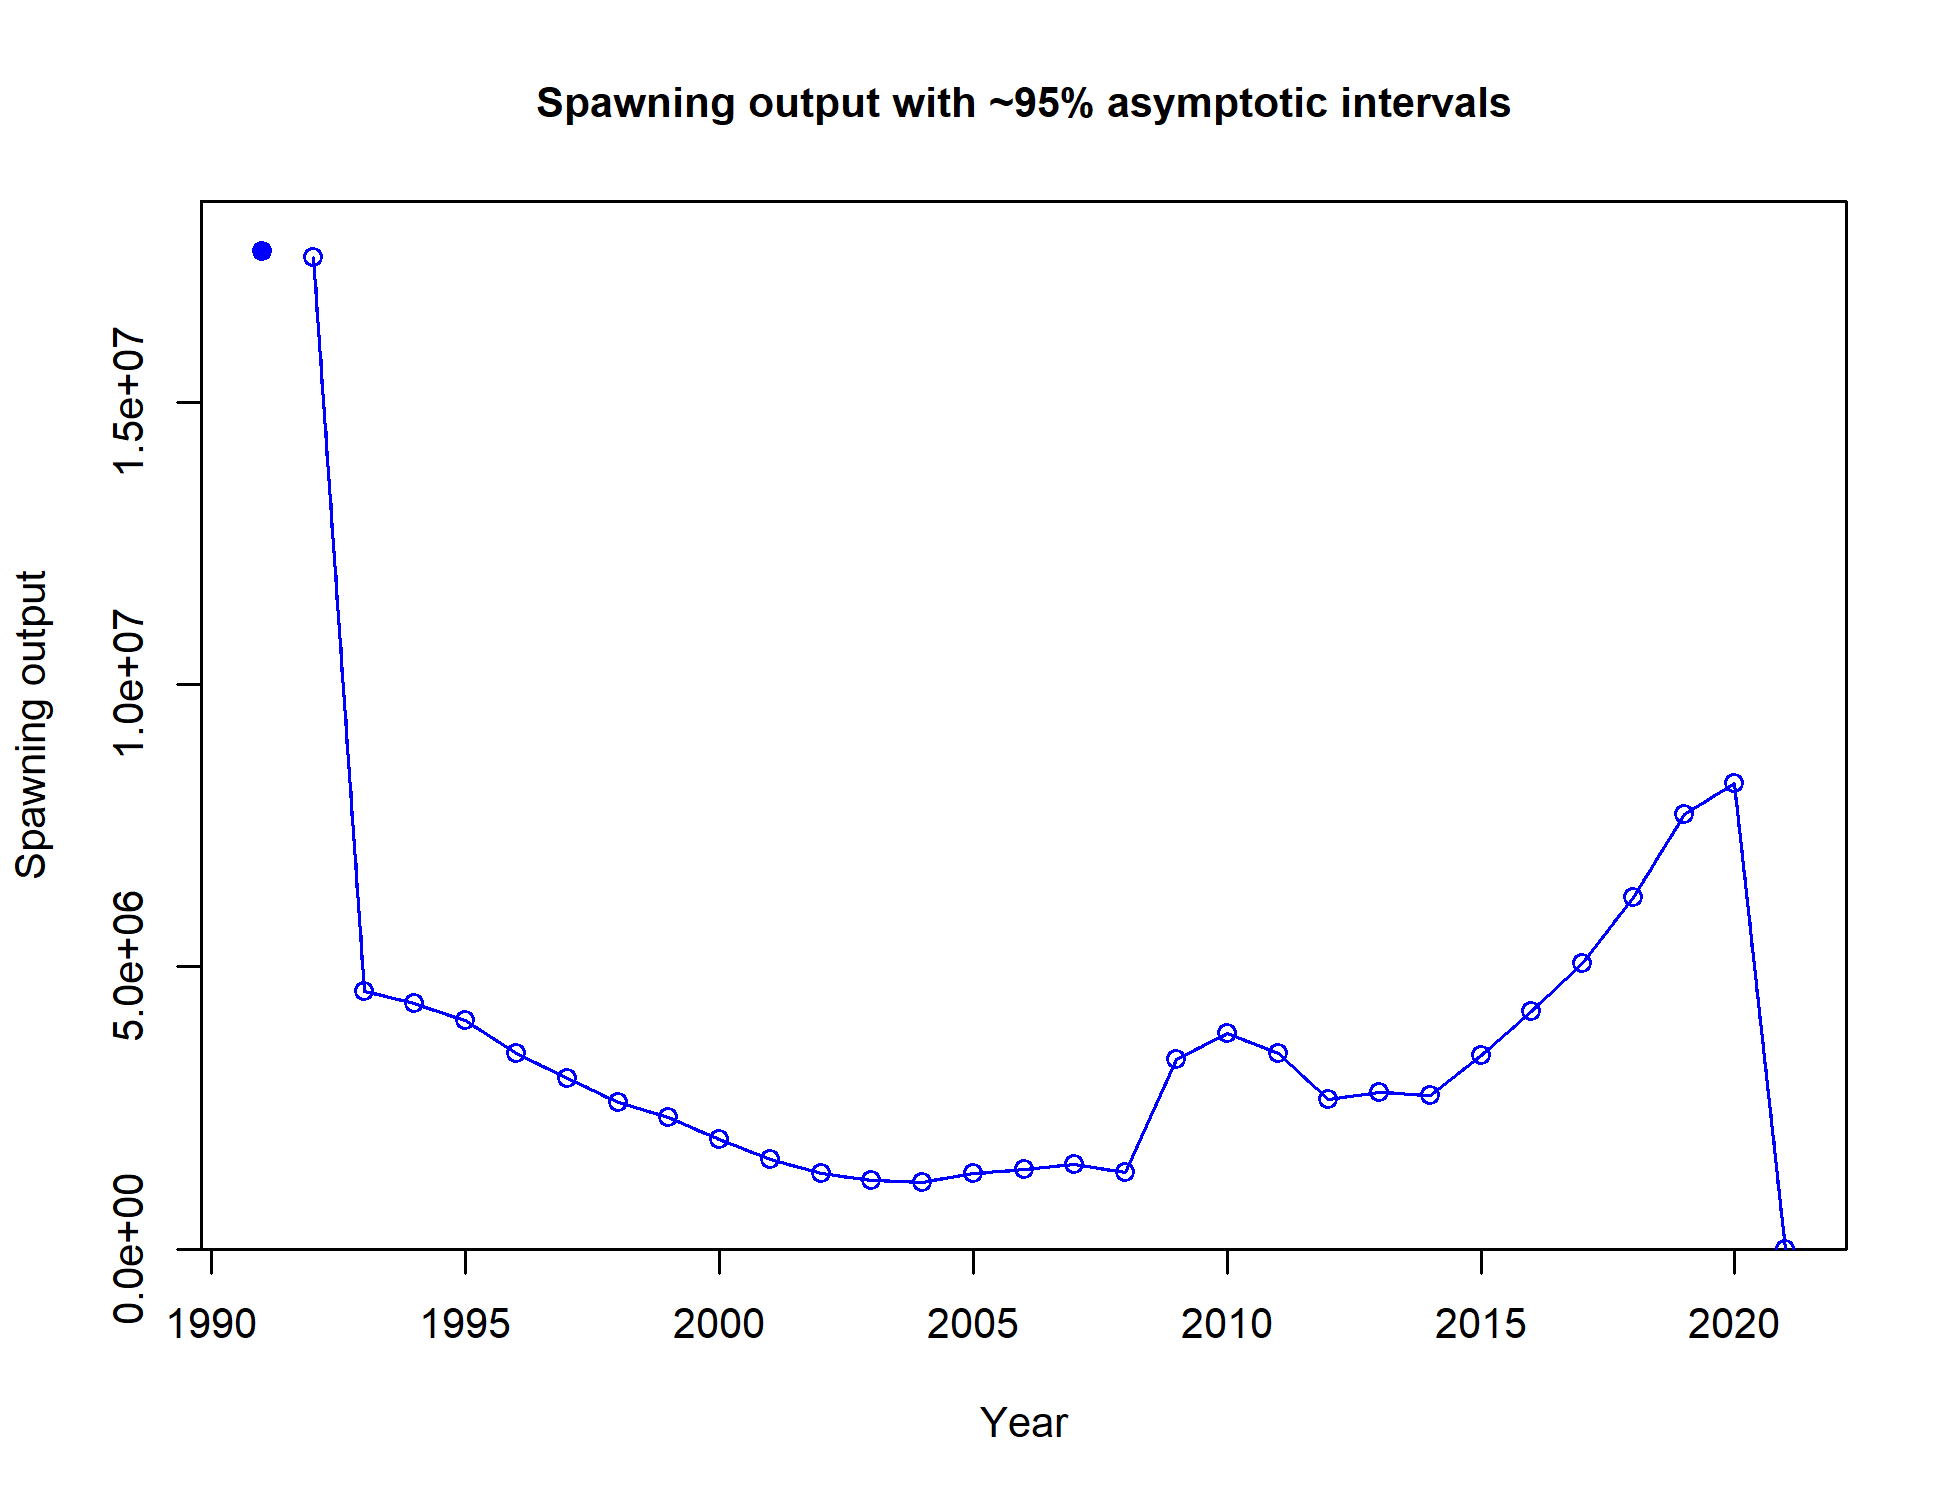 Spawning output with ~95% asymptotic intervals
Spawning output
1.5e+07
1.0e+07
5.0e+06
0.0e+00
1990 1995 2000 2005 2010 2015 2020
Year